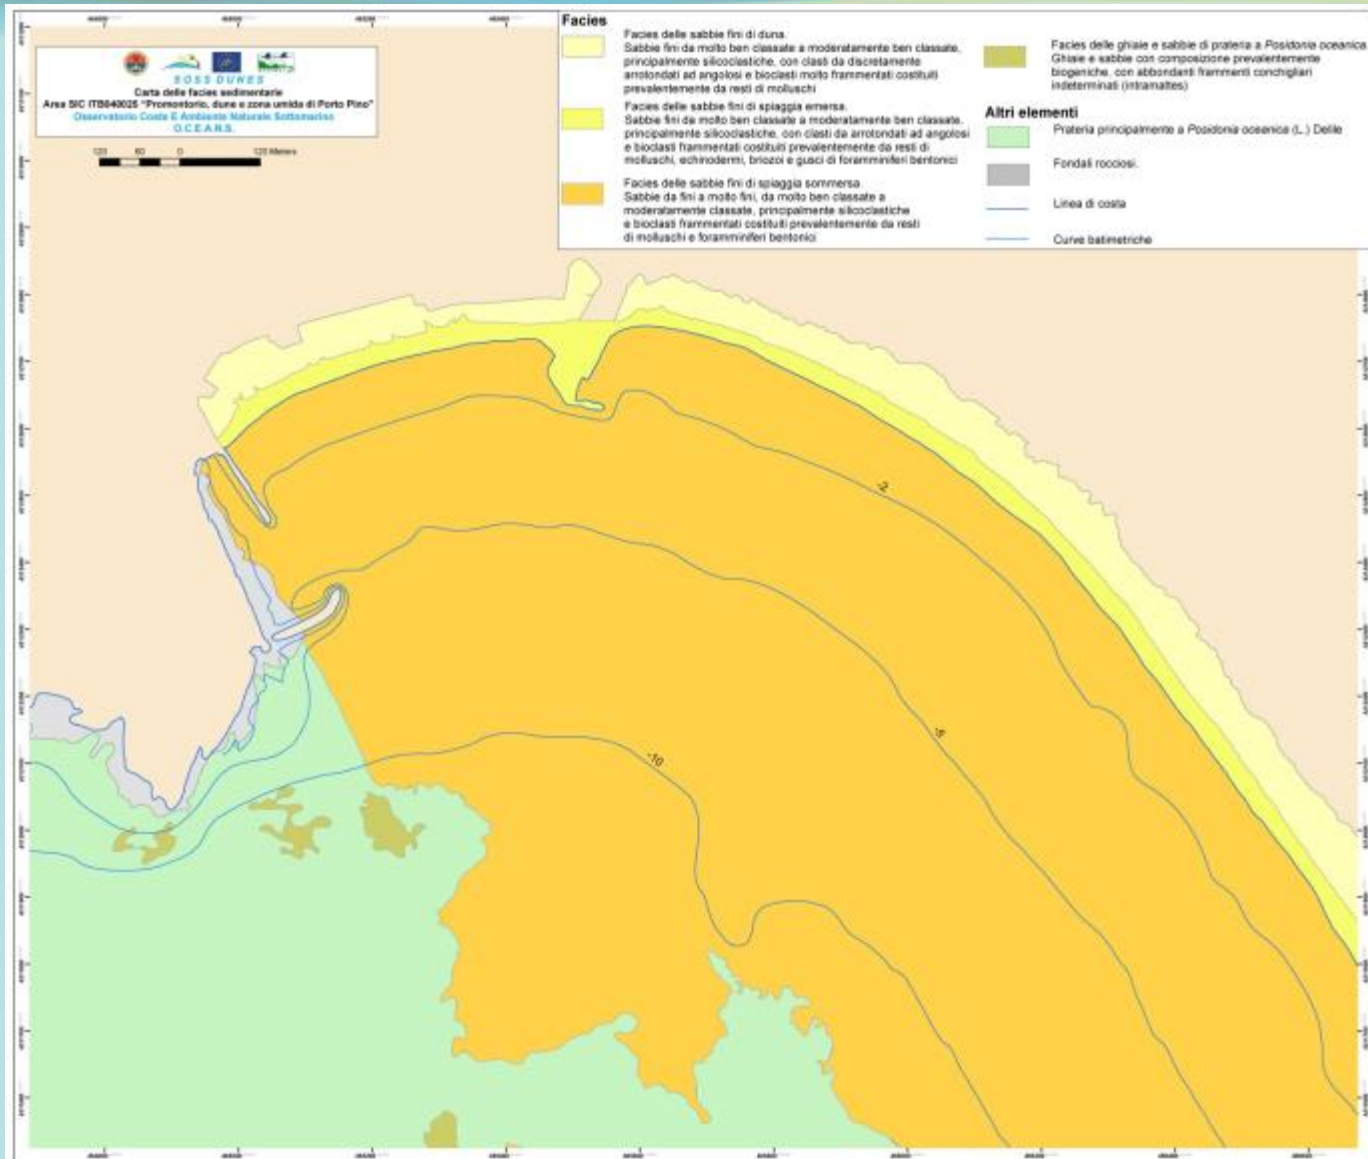 SOSS DUNES
Carta delle facies sedimentarie
Area SIC ITB040025 "Promontorio, dune e zona umida di Porto Pino"
Osservatorio Coste E Ambiente Naturale Sottomarino
O.C.E.A.N.S.
120 60 0 120 Meters
Facies
Facies delle sabbie fini di duna.
Sabbie fini da molto ben classate a moderatamente ben classate,
principalmente silicoclastiche, con clasti da discretamente
arrotondati ad angolosi e bioclasti molto frammentati costituiti
prevalentemente da resti di molluschi
Facies delle sabbie fini di spiaggia emersa.
Sabbie fini da molto ben classate a moderatamente ben classate,
principalmente silicoclastiche, con clasti da arrotondati ad angolosi
e bioclasti frammentati costituiti prevalentemente da resti di
molluschi, echinodermi, briozoi e gusci di foramminiferi bentonici
Facies delle sabbie fini di spiaggia sommersa.
Sabbie da fini a molto fini, da molto ben classate a
moderatamente classate, principalmente silicoclastiche
e bioclasti frammentati costituiti prevalentemente da resti
di molluschi e foramminiferi bentonici
Facies delle ghiaie e sabbie di prateria a Posidonia oceanica
Ghiaie e sabbie con composizione prevalentemente
biogeniche, con abbondanti frammenti conchigliari
indeterminati (intramattes)
Altri elementi
Prateria principalmente a Posidonia oceanica (L.) Delile
Fondali rocciosi.
Linea di costa
Curve batimetriche
-2
-5
-10